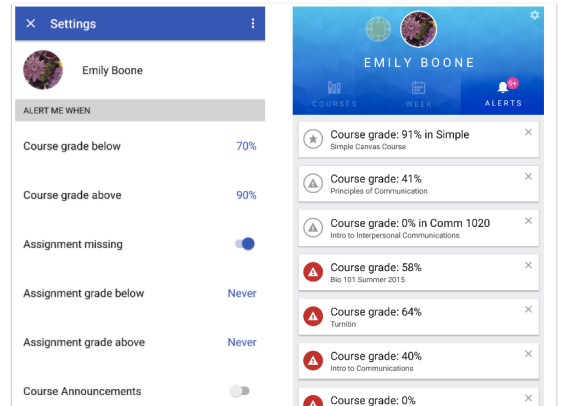 Settings
Emily Boone
ALERT ME WHEN
Course grade below 70%
Course grade above 90%
Assignment missing
Assignment grade below Never
Assignment grade above Never
Course Announcements
EMILY BOONE
COURSES WEEK ALERTS
9+
Course grade: 91% in Simple
Simple Canvas Course
Course grade: 41%
Principles of Communication
Course grade: 0% in Comm 1020
Intro to Interpersonal Communications
Course grade: 58%
Bio 101 Summer 2015
Course grade: 64%
Turnitin
Course grade: 40%
Intro to Communications
Course grade: 0%